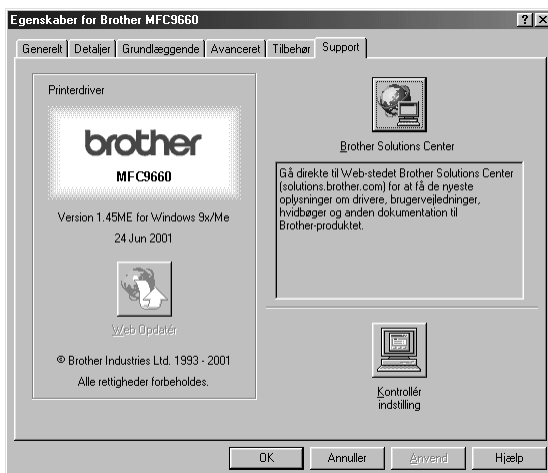 Egenskaber for Brother MFC9660
Generelt Detaljer Grundlæggende Avanceret Tilbehør Support
Printerdriver
brother
MFC9660
Version 1.45ME for Windows 9x/Me
24 Jun 2001
Web Opdatér
© Brother Industries Ltd. 1993 - 2001
Alle rettigheder forbeholdes.
Brother Solutions Center
Gå direkte til Web-stedet Brother Solutions Center
(solutions.brother.com) for at få de nyeste
oplysninger om drivere, brugervejledninger,
hvidbøger og anden dokumentation til
Brother-produktet.
Kontrollér
indstilling
OK Annuller Anvend Hjælp